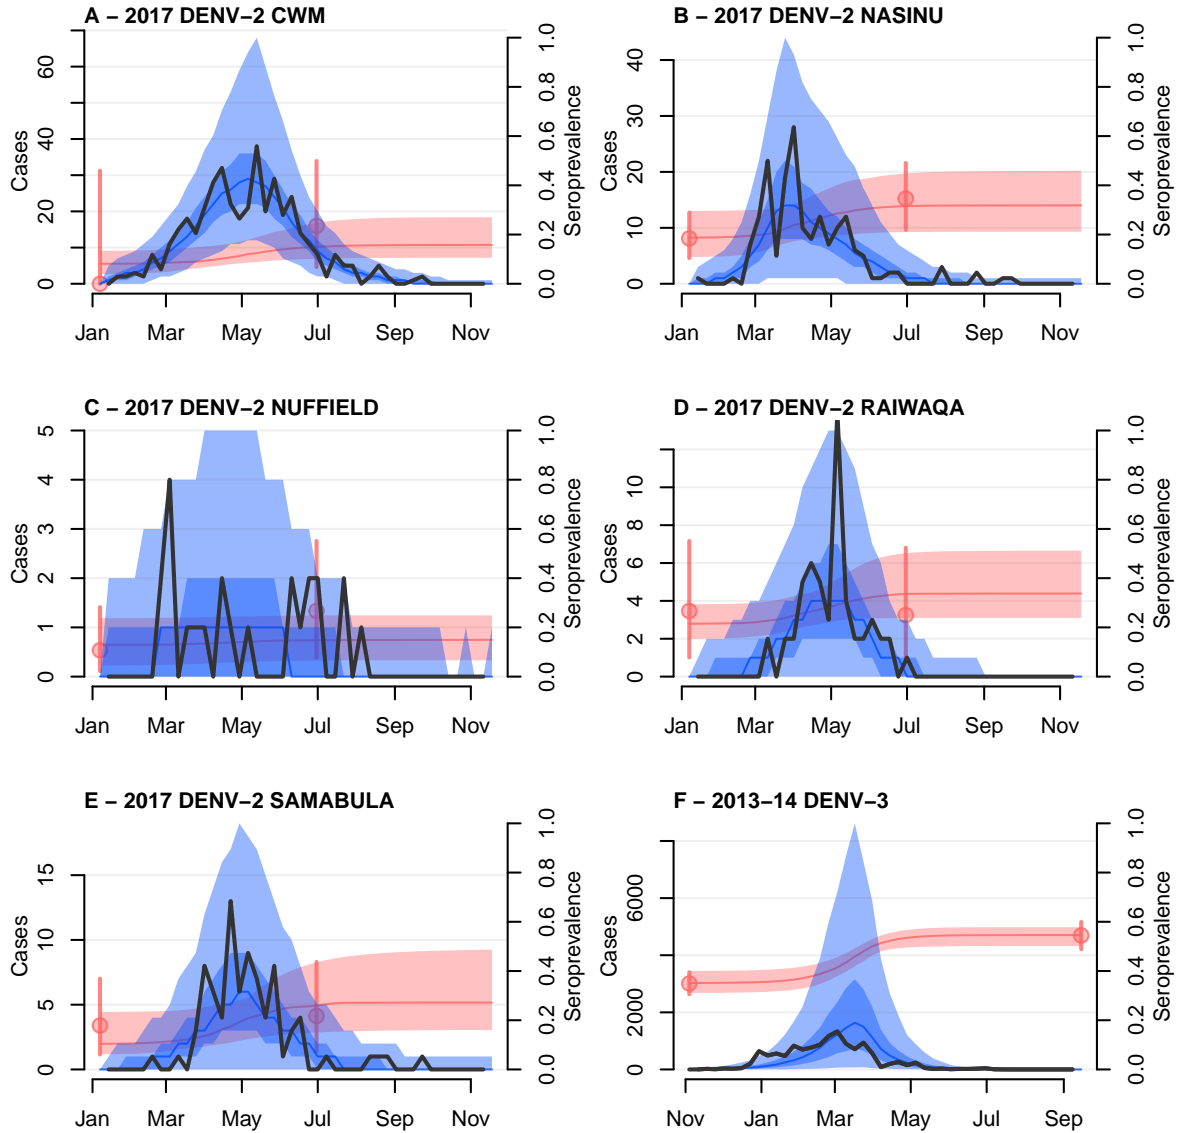 A – 2017 DENV–2 CWM
Cases
0 20 40 60
Seroprevalence
0.0 0.2 0.4 0.6 0.8 1.0
Jan Mar May Jul Sep Nov
B – 2017 DENV–2 NASINU
Cases
0 10 20 30 40
Seroprevalence
0.0 0.2 0.4 0.6 0.8 1.0
Jan Mar May Jul Sep Nov
C – 2017 DENV–2 NUFFIELD
Cases
0 1 2 3 4 5
Seroprevalence
0.0 0.2 0.4 0.6 0.8 1.0
Jan Mar May Jul Sep Nov
D – 2017 DENV–2 RAIWAQA
Cases
0 2 4 6 8 10
Seroprevalence
0.0 0.2 0.4 0.6 0.8 1.0
Jan Mar May Jul Sep Nov
E – 2017 DENV–2 SAMABULA
Cases
0 5 10 15
Seroprevalence
0.0 0.2 0.4 0.6 0.8 1.0
Jan Mar May Jul Sep Nov
F – 2013–14 DENV–3
Cases
0 2000 6000
Seroprevalence
0.0 0.2 0.4 0.6 0.8 1.0
Nov Jan Mar May Jul Sep